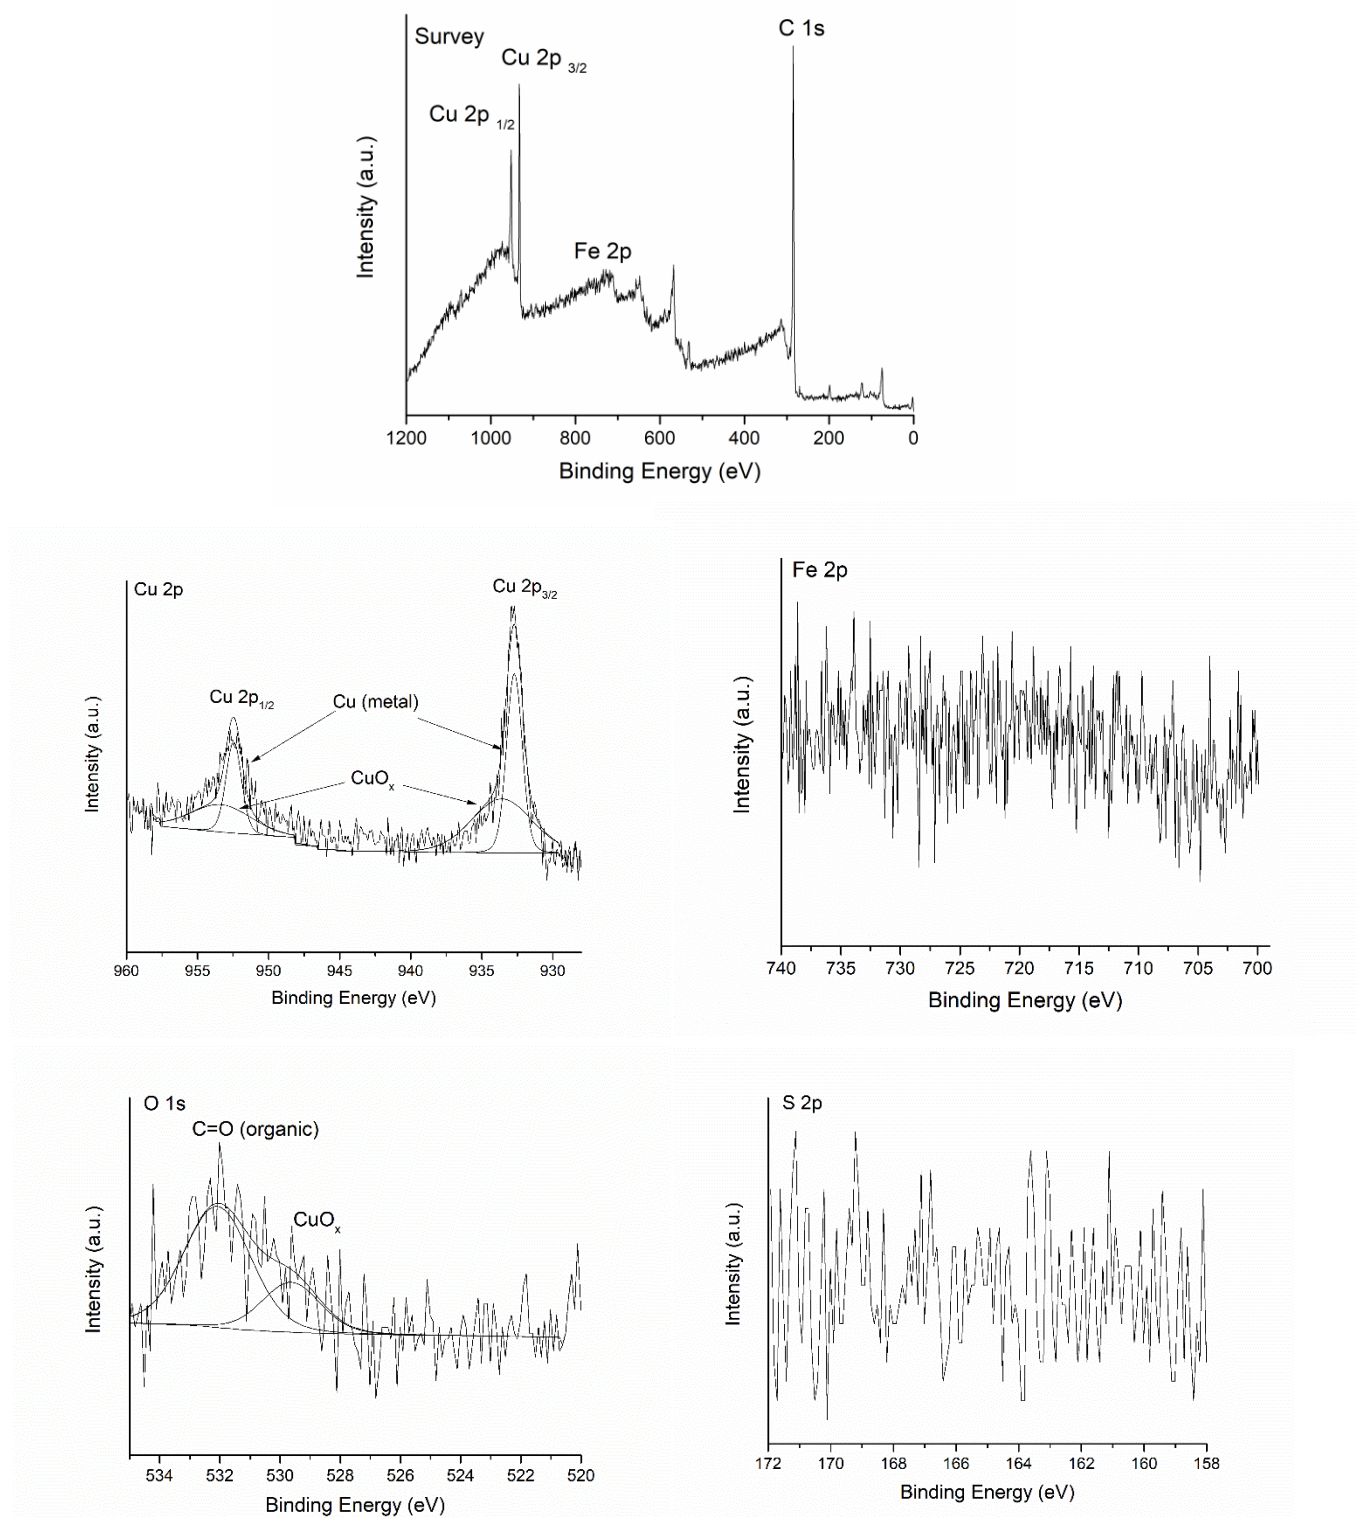 Survey
C 1s
Cu 2p 3/2
Cu 2p 1/2
Fe 2p
Intensity (a.u.)
1200 1000 800 600 400 200 0
Binding Energy (eV)
Cu 2p
Cu 2p3/2
Cu 2p1/2
Cu (metal)
CuOx
Intensity (a.u.)
960 955 950 945 940 935 930
Binding Energy (eV)
Fe 2p
Intensity (a.u.)
740 735 730 725 720 715 710 705 700
Binding Energy (eV)
O 1s
C=O (organic)
CuOx
Intensity (a.u.)
534 532 530 528 526 524 522 520
Binding Energy (eV)
S 2p
Intensity (a.u.)
172 170 168 166 164 162 160 158
Binding Energy (eV)